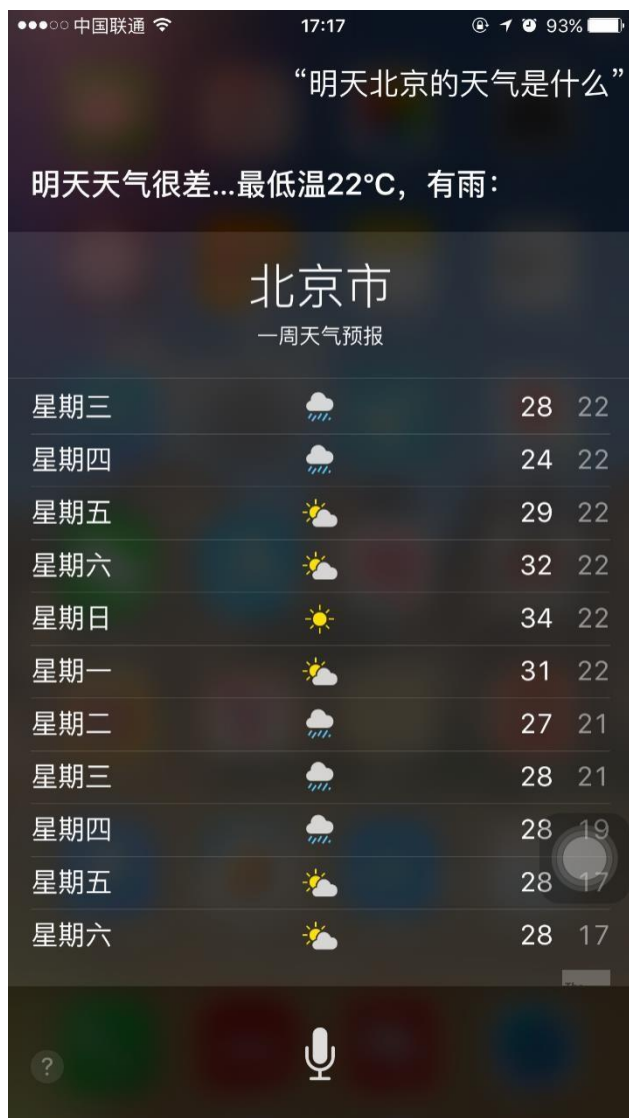 中国联通 17:17 93%
“明天北京的天气是什么”
明天天气很差...最低温22°C，有雨：
北京市
一周天气预报
星期三 28 22
星期四 24 22
星期五 29 22
星期六 32 22
星期日 34 22
星期一 31 22
星期二 27 21
星期三 28 21
星期四 28 19
星期五 28 17
星期六 28 17
?